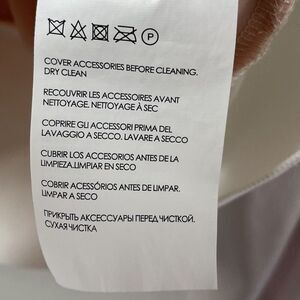 P
COVER ACCESSORIES BEFORE CLEANING.
DRY CLEAN
RECOUVRIR LES ACCESSOIRES AVANT
NETTOYAGE. NETTOYAGE À SEC
COPRIRE GLI ACCESSORI PRIMA DEL
LAVAGGIO A SECCO. LAVARE A SECCO
CUBRIR LOS ACCESORIOS ANTES DE LA
LIMPIEZA.LIMPIAR EN SECO
COBRIR ACESSÓRIOS ANTES DE LIMPAR.
LIMPAR A SECO
ПРИКРЫТЬ АКСЕССУАРЫ ПЕРЕД ЧИСТКОЙ.
СУХАЯ ЧИСТКА